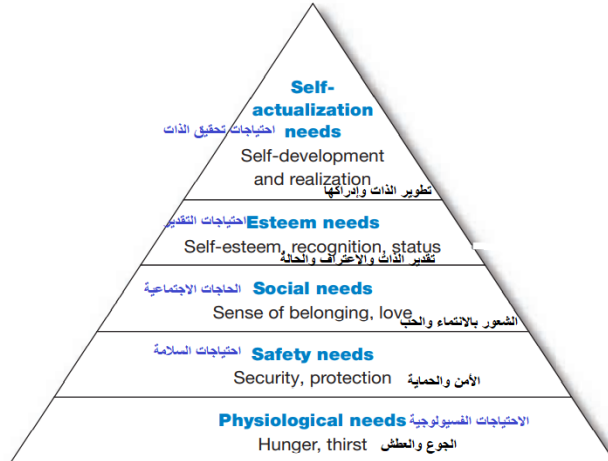 Self-
actualization
needs احتياجات تحقيق الذات
Self-development
and realization
تطوير الذات وإدراكها
Esteem needs احتياجات التقدير
Self-esteem, recognition, status
تقدير الذات والاعتراف والحالة
Social needs الحاجات الاجتماعية
Sense of belonging, love
الشعور بالانتماء والحب
Safety needs احتياجات السلامة
Security, protection الأمن والحماية
Physiological needs الاحتياجات الفسيولوجية
Hunger, thirst الجوع والعطش